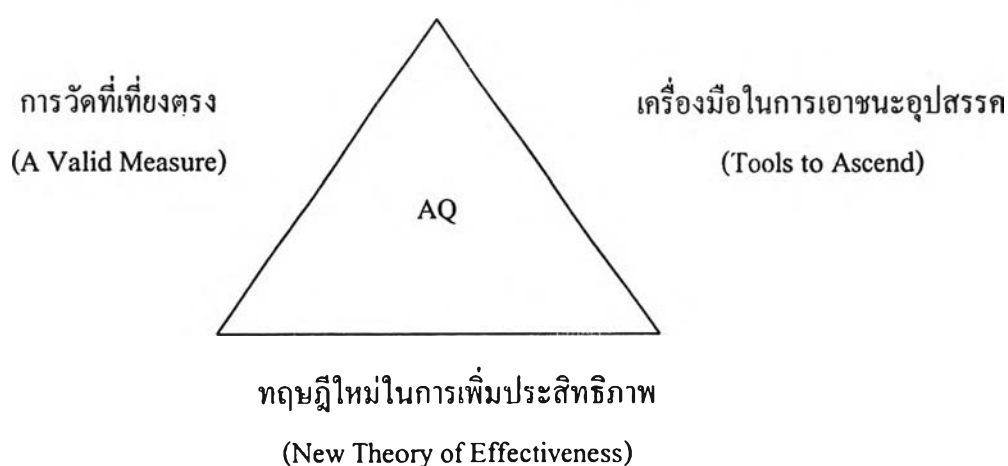 การวัดที่เที่ยงตรง
(A Valid Measure)
เครื่องมือในการเอาชนะอุปสรรค
(Tools to Ascend)
AQ
ทฤษฎีใหม่ในการเพิ่มประสิทธิภาพ
(New Theory of Effectiveness)